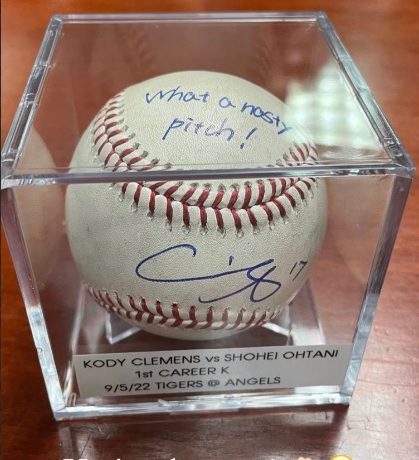 What a nasty
pitch!
17
KODY CLEMENS vs SHOHEI OHTANI
1st CAREER K
9/5/22 TIGERS @ ANGELS